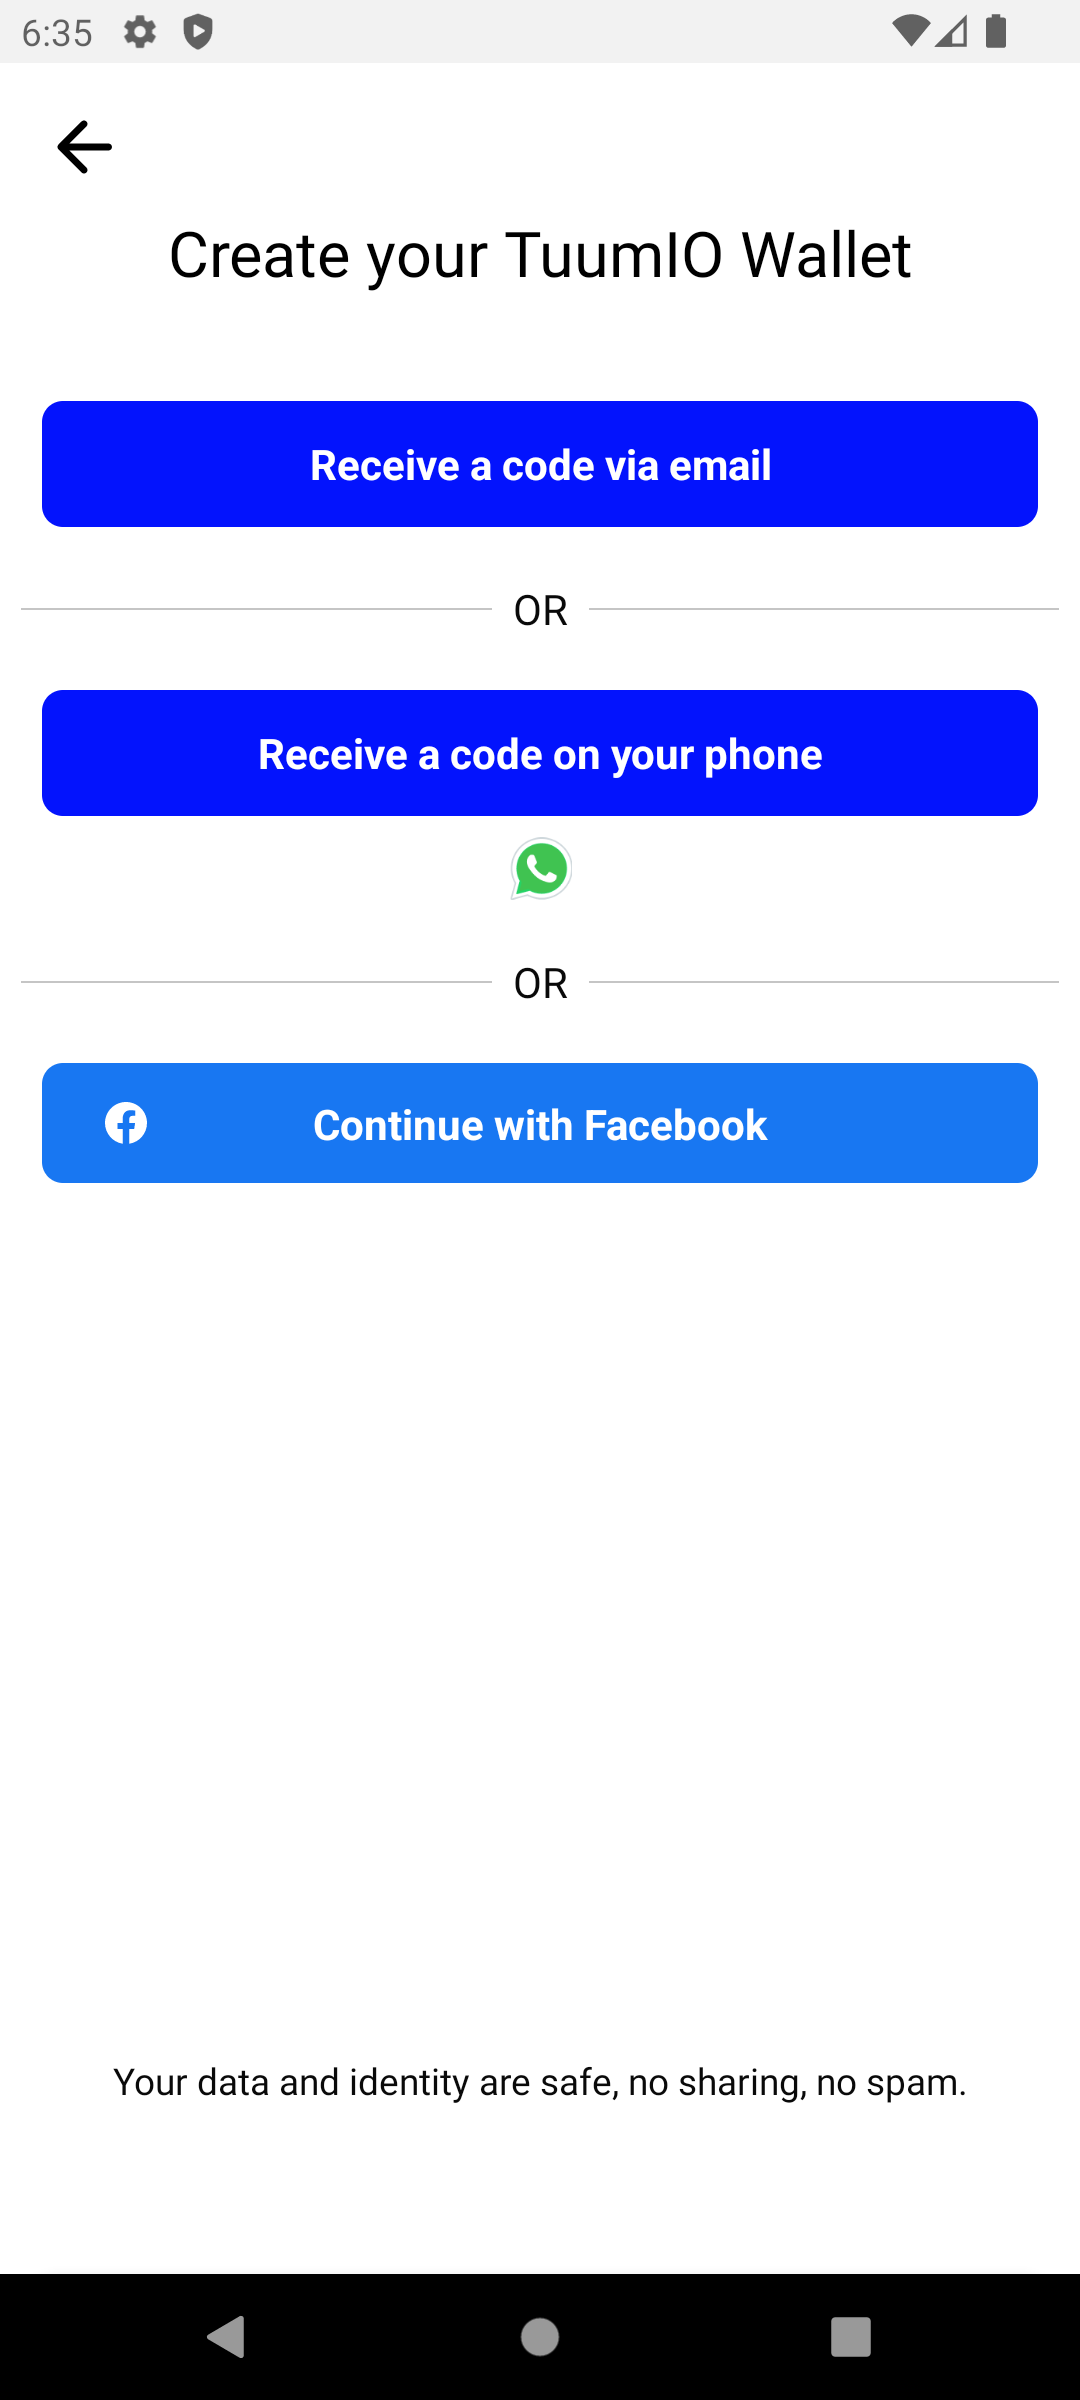 6:35
Create your TuumIO Wallet
Receive a code via email
OR
Receive a code on your phone
OR
Continue with Facebook
Your data and identity are safe, no sharing, no spam.